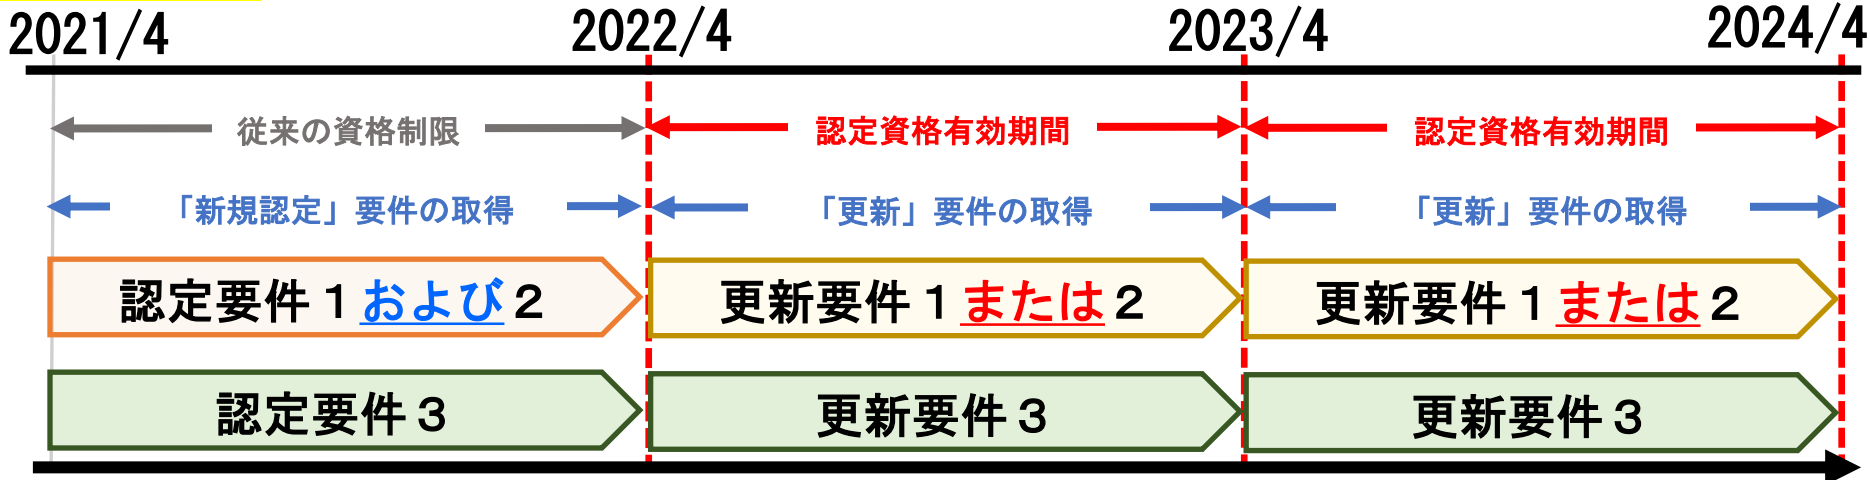 2021/4 2022/4 2023/4 2024/4
従来の資格制限 認定資格有効期間 認定資格有効期間
「新規認定」要件の取得 「更新」要件の取得 「更新」要件の取得
認定要件１および２ 更新要件１または２ 更新要件１または２
認定要件３ 更新要件３ 更新要件３